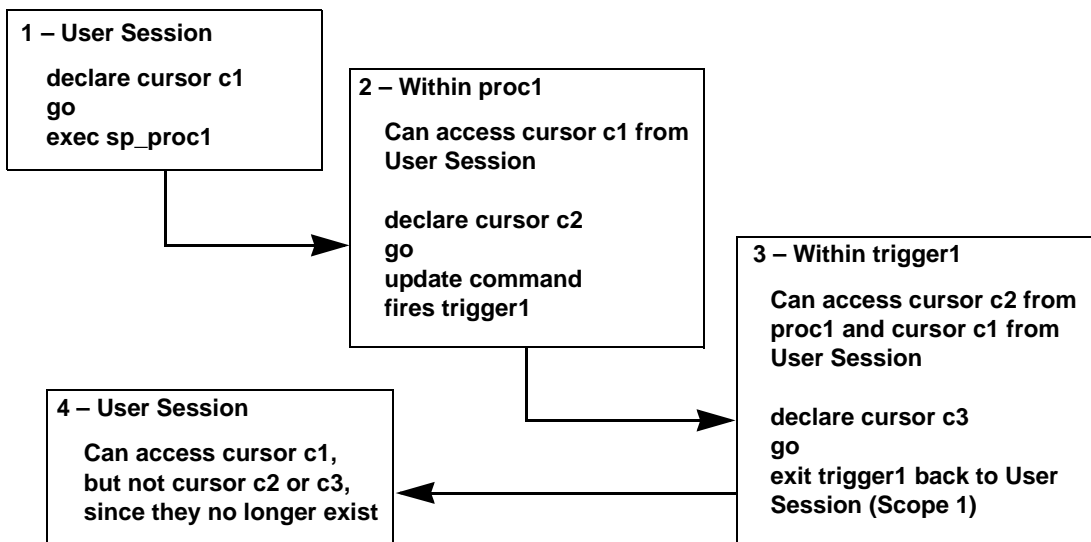 1 – User Session
declare cursor c1
go
exec sp_proc1
2 – Within proc1
Can access cursor c1 from
User Session
declare cursor c2
go
update command
fires trigger1
3 – Within trigger1
Can access cursor c2 from
proc1 and cursor c1 from
User Session
declare cursor c3
go
exit trigger1 back to User
Session (Scope 1)
4 – User Session
Can access cursor c1,
but not cursor c2 or c3,
since they no longer exist